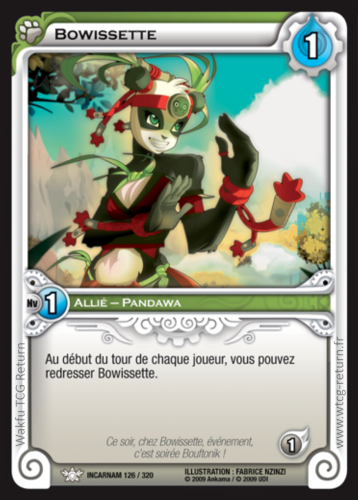 BOWISSETTE
1
Nv 1
ALLIÉ – PANDAWA
Au début du tour de chaque joueur, vous pouvez
redresser Bowissette.
Ce soir, chez Bowissette, événement,
c'est soirée Bouftonik !
1
INCARNAM 126 / 320
ILLUSTRATION : FABRICE NZINZI
© 2009 Ankama / © 2009 UDI
Wakfu TCG Return
www.wtcg-return.fr